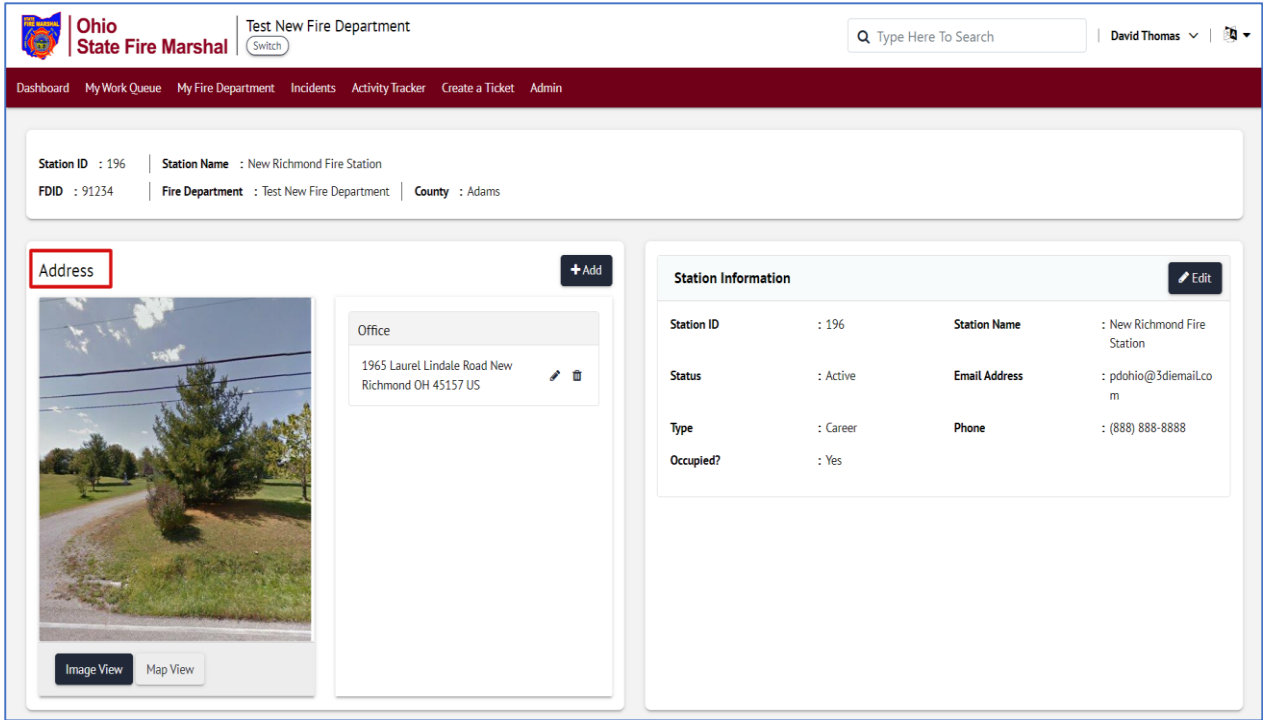 STATE
FIRE MARSHAL
Ohio
State Fire Marshal
Test New Fire Department
Switch
Type Here To Search
David Thomas
Dashboard My Work Queue My Fire Department Incidents Activity Tracker Create a Ticket Admin
Station ID : 196 Station Name : New Richmond Fire Station
FDID : 91234 Fire Department : Test New Fire Department County : Adams
Address
+ Add
Office
1965 Laurel Lindale Road New
Richmond OH 45157 US
Image View Map View
Station Information
Edit
Station ID : 196 Station Name : New Richmond Fire
Station
Status : Active Email Address : pdohio@3diemail.co
m
Type : Career Phone : (888) 888-8888
Occupied? : Yes